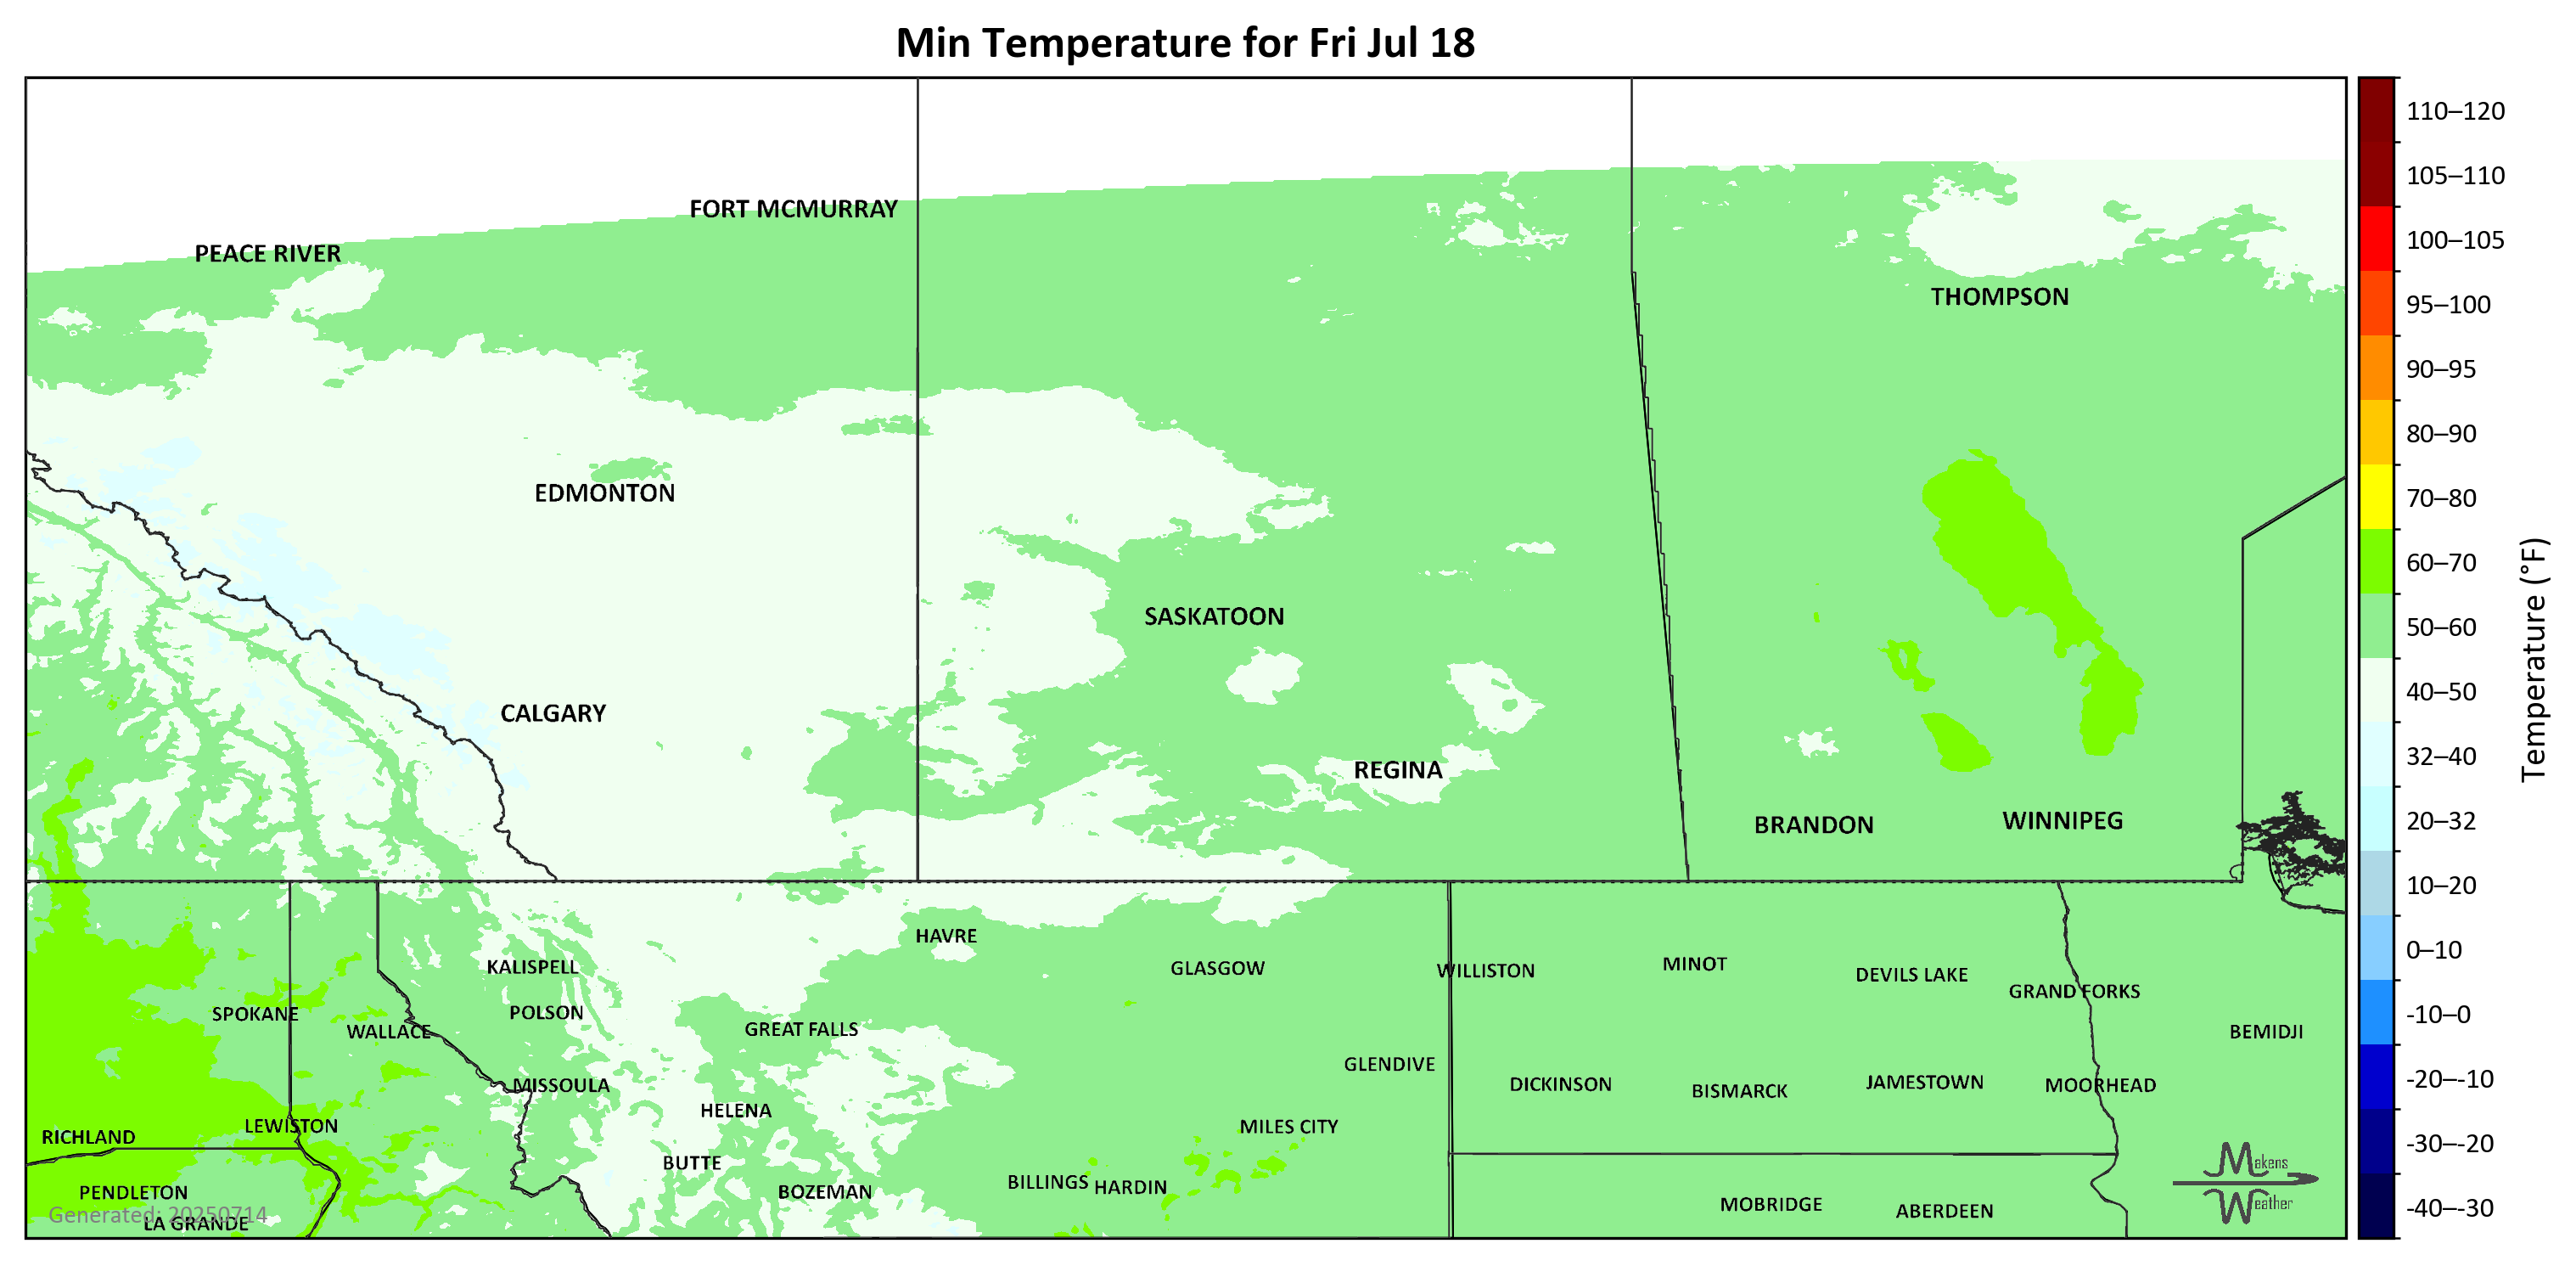 Min Temperature for Fri Jul 18
FORT MCMURRAY
PEACE RIVER
THOMPSON
EDMONTON
SASKATOON
CALGARY
REGINA
BRANDON
WINNIPEG
HAVRE
KALISPELL
GLASGOW
WILLISTON
MINOT
DEVILS LAKE
GRAND FORKS
SPOKANE
POLSON
WALLACE
GREAT FALLS
BEMIDJI
GLENDIVE
MISSOULA
DICKINSON
BISMARCK
JAMESTOWN
MOORHEAD
HELENA
LEWISTON
MILES CITY
RICHLAND
BUTTE
BILLINGS
HARDIN
PENDLETON
BOZEMAN
MOBRIDGE
ABERDEEN
LA GRANDE
Generated: 20250714
Makens
Weather
110–120
105–110
100–105
95–100
90–95
80–90
70–80
60–70
50–60
40–50
32–40
20–32
10–20
0–10
-10–0
-20–-10
-30–-20
-40–-30
Temperature (°F)